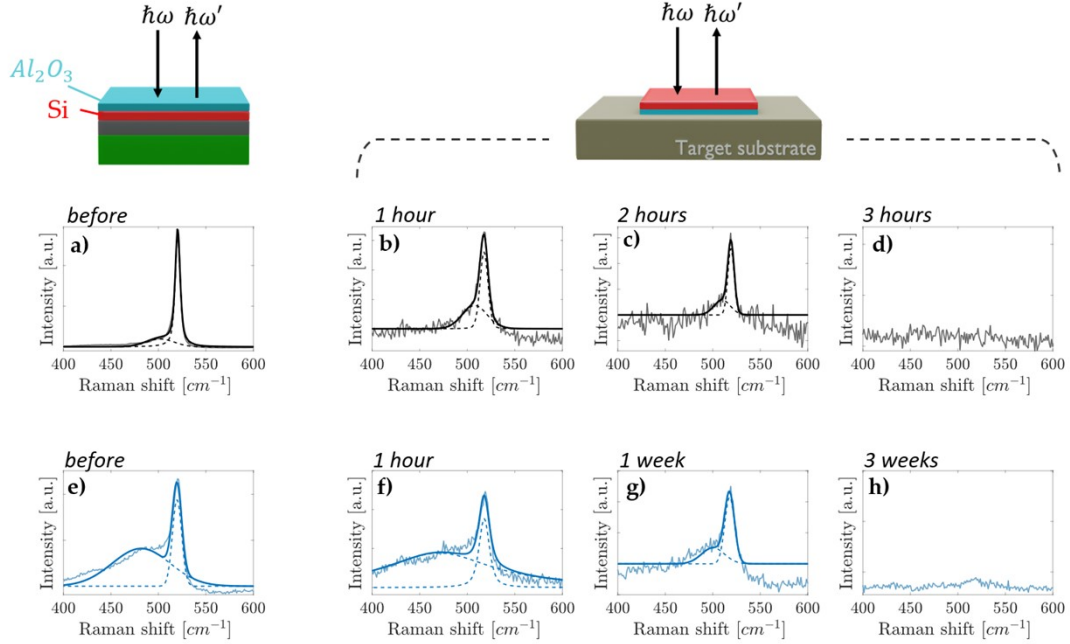 ħω ħω′ ħω ħω′
Al₂O₃
Si
Target substrate
before 1 hour 2 hours 3 hours
a) b) c) d)
Intensity [a.u.] Intensity [a.u.] Intensity [a.u.] Intensity [a.u.]
400 450 500 550 600 400 450 500 550 600 400 450 500 550 600 400 450 500 550 600
Raman shift [cm⁻¹] Raman shift [cm⁻¹] Raman shift [cm⁻¹] Raman shift [cm⁻¹]
before 1 hour 1 week 3 weeks
e) f) g) h)
Intensity [a.u.] Intensity [a.u.] Intensity [a.u.] Intensity [a.u.]
400 450 500 550 600 400 450 500 550 600 400 450 500 550 600 400 450 500 550 600
Raman shift [cm⁻¹] Raman shift [cm⁻¹] Raman shift [cm⁻¹] Raman shift [cm⁻¹]